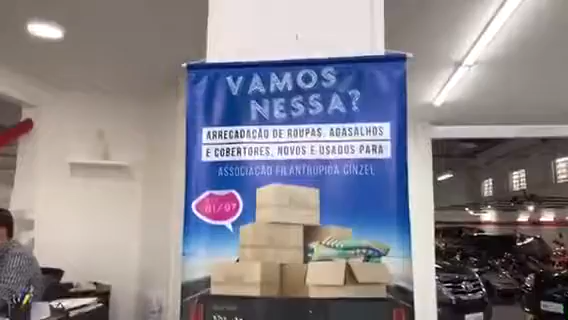 VAMOS
NESSA?
ARRECADAÇÃO DE ROUPAS, AGASALHOS
E COBERTORES, NOVOS E USADOS PARA
ASSOCIAÇÃO FILANTRÓPICA CINZEL
01/07